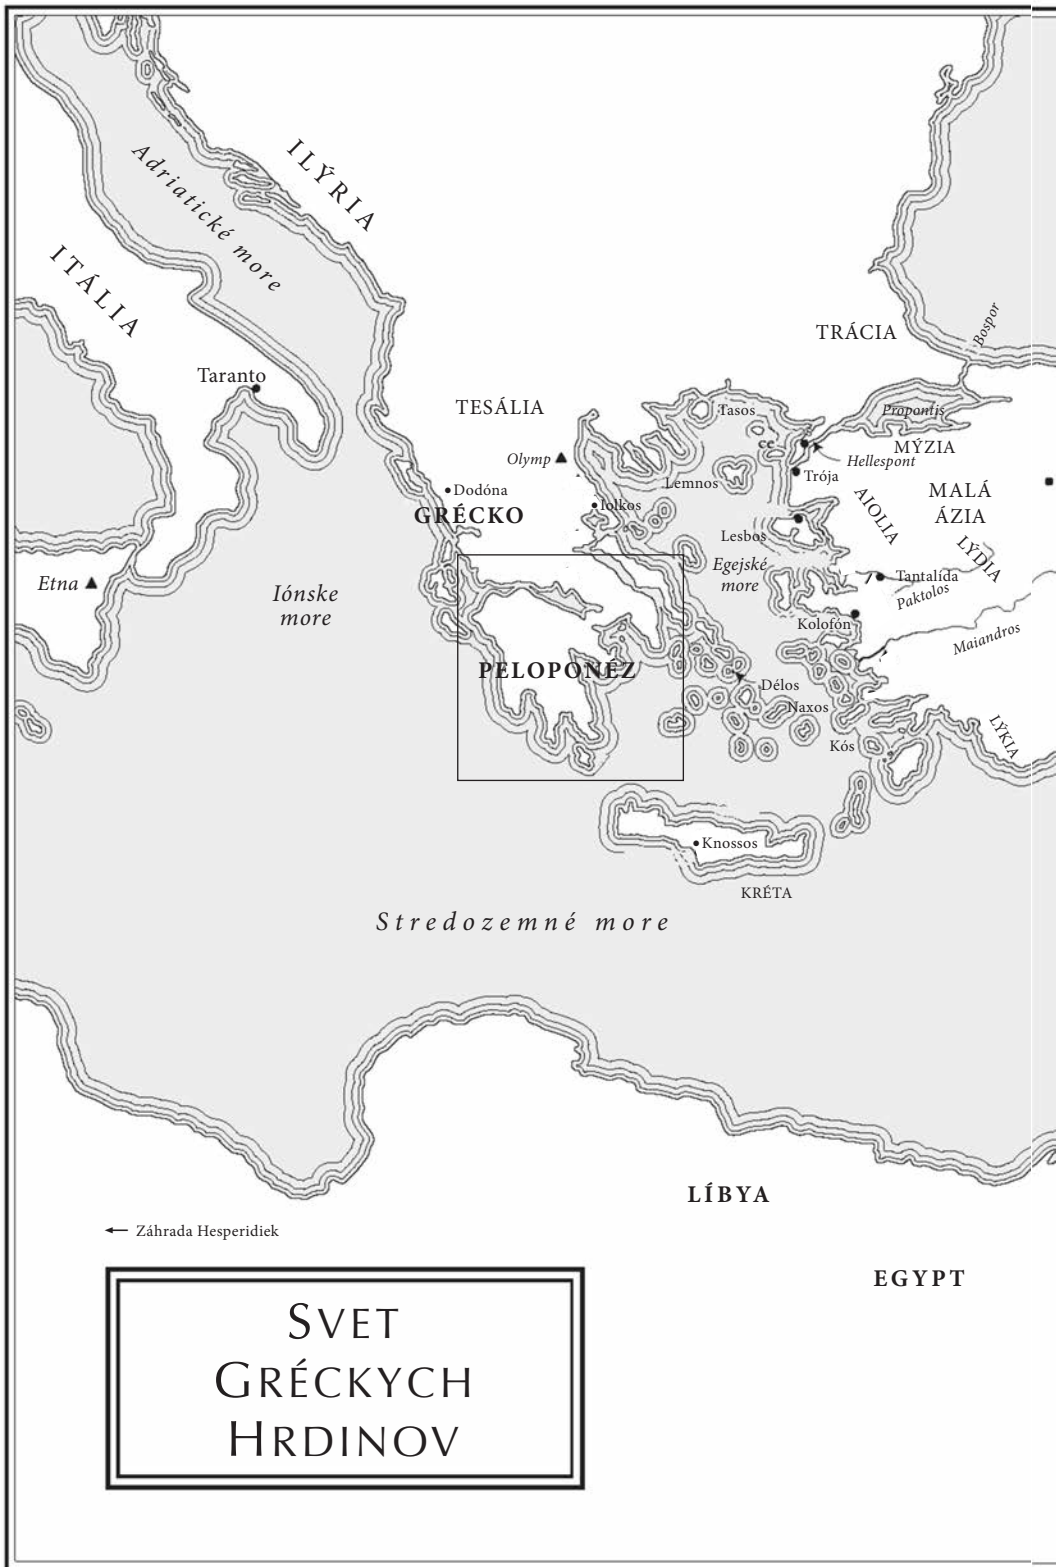 ILÝRIA
Adriatické more
ITÁLIA
Bospor
TRÁCIA
Taranto
TESÁLIA
Tasos
Propontis
MÝZIA
Olymp
Hellespont
Trója
Lemnos
Dodóna
MALÁ
ÁZIA
Iolkos
GRÉCKO
AIOLIA
Lesbos
LÝDIA
Egejské
more
Tantalída
Etna
Paktolos
Iónske
more
Kolofón
Maiandros
PELOPONÉZ
Délos
Naxos
LÝKIA
Kós
Knossos
KRÉTA
Stredozemné more
LÍBYA
Záhrada Hesperidiek
EGYPT
SVET
GRÉCKYCH
HRDINOV